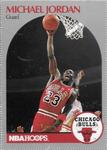 MICHAEL JORDAN
Guard
23
CHICAGO
BULLS
NBA HOOPS